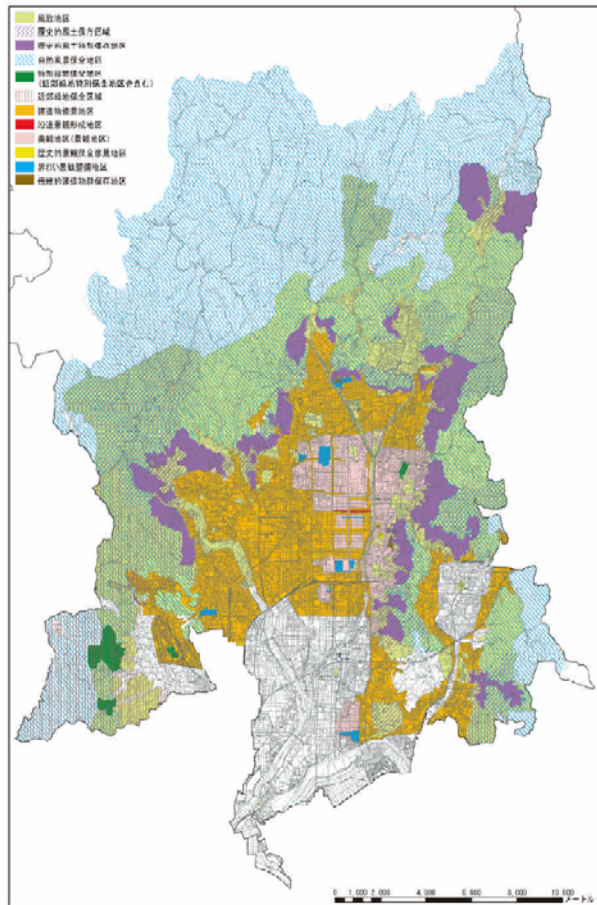 風致地区
歴史的風土保存区域
歴史的風土特別保存地区
自然風景保全地区
特別緑地保全地区
(近郊緑地特別保全地区を含む)
近郊緑地保全区域
建造物修景地区
沿道景観形成地区
美観地区(景観地区)
歴史的景観保全修景地区
界わい景観整備地区
伝統的建造物群保存地区
0 1,000 2,000 4,000 6,000 8,000 10,000
メートル